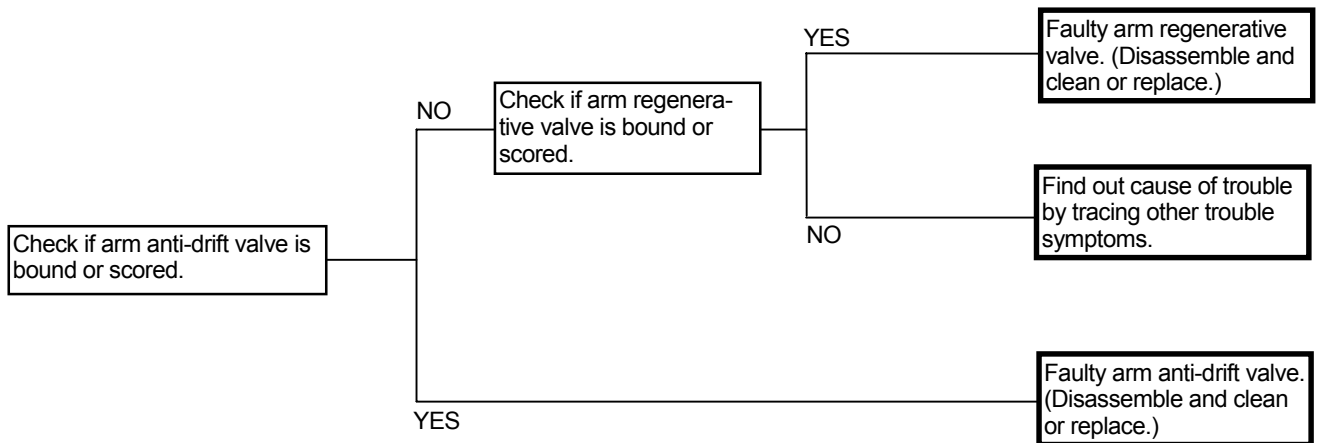 YES
Faulty arm regenerative
valve. (Disassemble and
clean or replace.)
NO
Check if arm regenera-
tive valve is bound or
scored.
Find out cause of trouble
by tracing other trouble
symptoms.
NO
Check if arm anti-drift valve is
bound or scored.
Faulty arm anti-drift valve.
(Disassemble and clean
or replace.)
YES